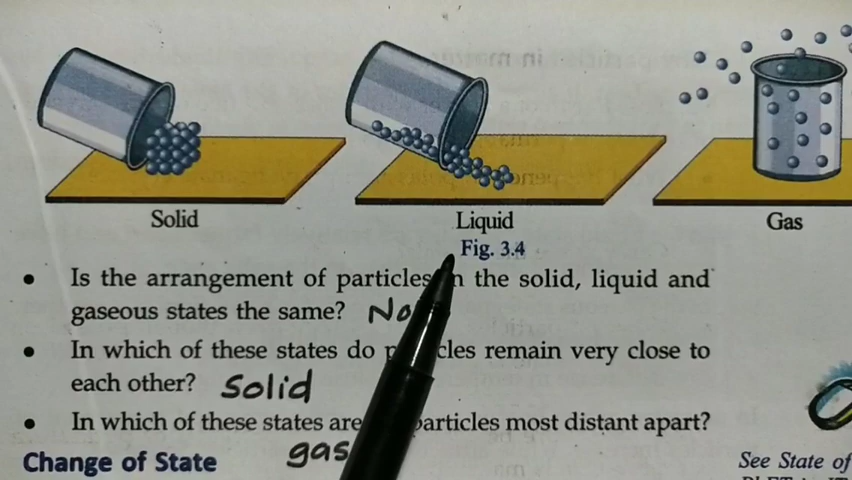 Solid
Liquid
Gas
Fig. 3.4
• Is the arrangement of particles in the solid, liquid and
gaseous states the same? No
• In which of these states do particles remain very close to
each other? Solid
• In which of these states are particles most distant apart?
gas
Change of State
See State of